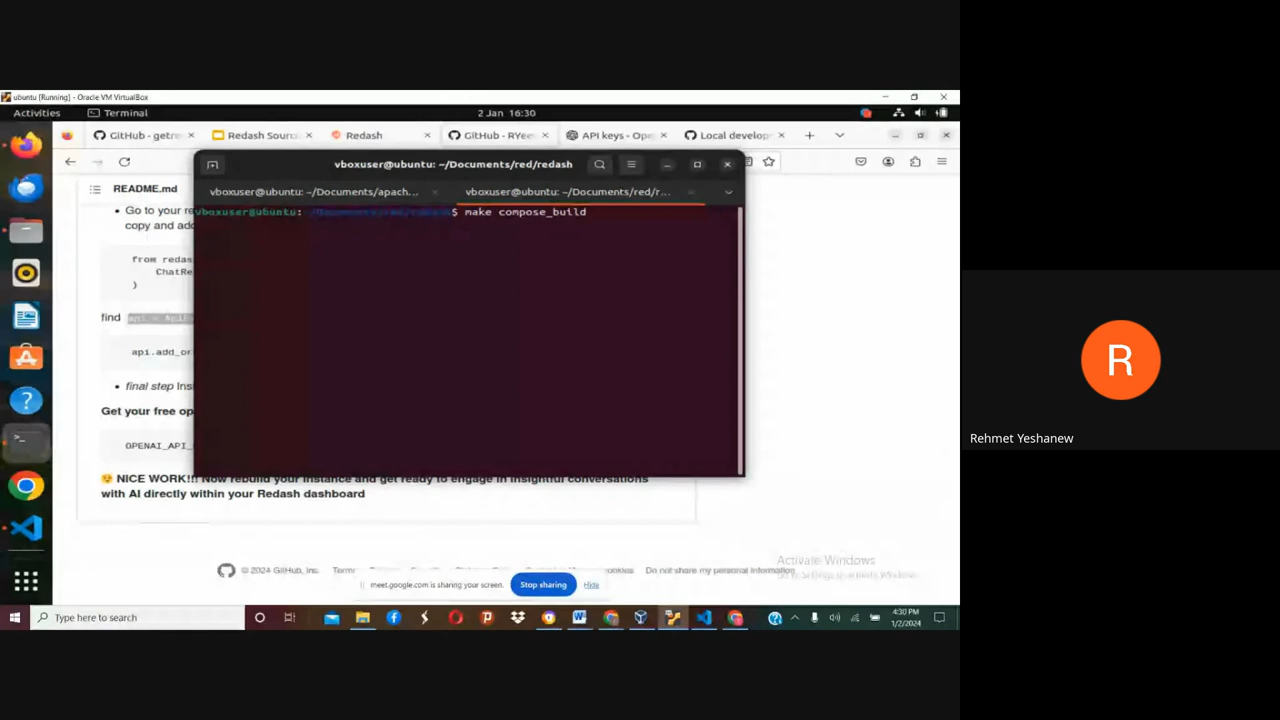 ubuntu [Running] - Oracle VM VirtualBox
Activities Terminal 2 Jan 16:30
GitHub - getre Redash Sourc Redash GitHub - RYee API keys - Ope Local develop
vboxuser@ubuntu: ~/Documents/red/redash
README.md
vboxuser@ubuntu: ~/Documents/apach... vboxuser@ubuntu: ~/Documents/red/r...
Go to your re
vboxuser@ubuntu: $ make compose_build
copy and add
from redas
ChatRe
)
find
api.add_or
final step Ins
Get your free op
OPENAI_API_
NICE WORK!!! Now rebuild your instance and get ready to engage in insightful conversations
with AI directly within your Redash dashboard
Activate Windows
© 2024 GitHub, Inc. Terms Do not share my personal information
meet.google.com is sharing your screen. Stop sharing Hide
Type here to search
4:30 PM
1/2/2024
R
Rehmet Yeshanew